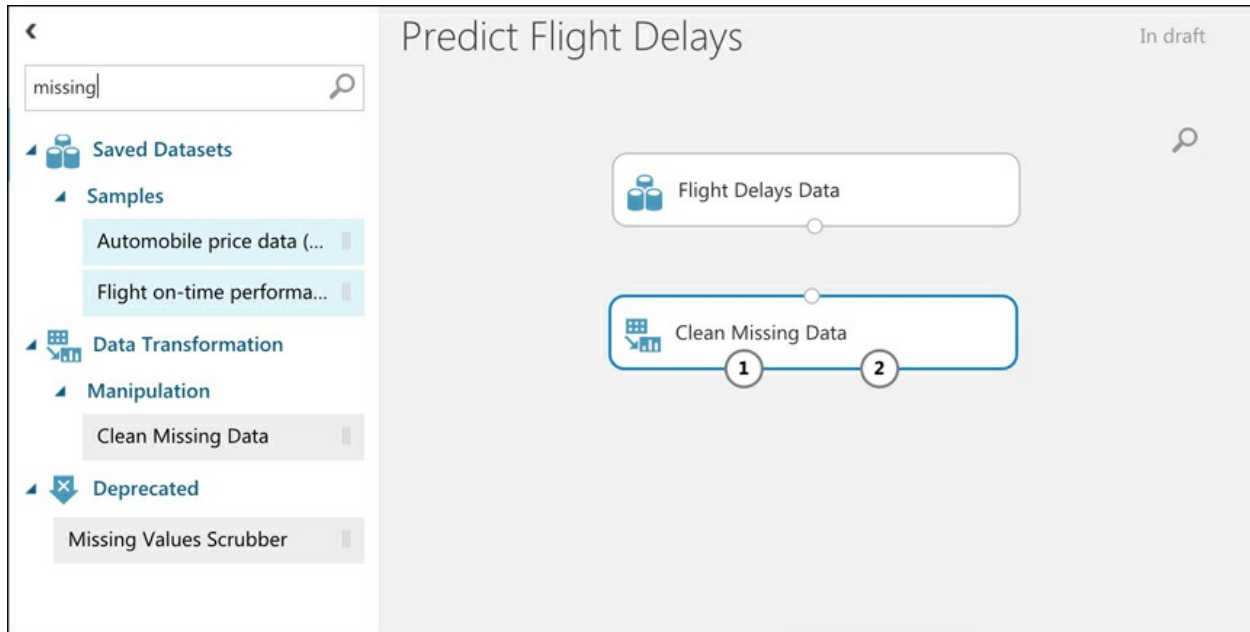 Predict Flight Delays
In draft
missing
Saved Datasets
Samples
Automobile price data (...
Flight on-time performa...
Data Transformation
Manipulation
Clean Missing Data
Deprecated
Missing Values Scrubber
Flight Delays Data
Clean Missing Data
1
2